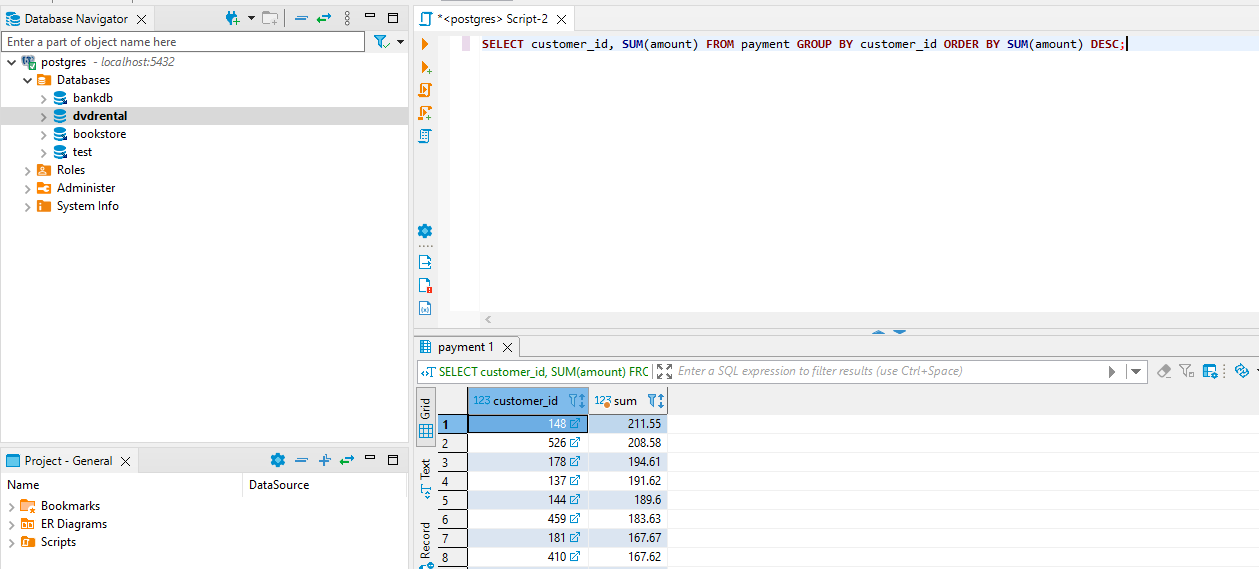 Database Navigator
Enter a part of object name here
postgres - localhost:5432
Databases
bankdb
dvdrental
bookstore
test
Roles
Administer
System Info
Project - General
Name DataSource
Bookmarks
ER Diagrams
Scripts
*<postgres> Script-2
SELECT customer_id, SUM(amount) FROM payment GROUP BY customer_id ORDER BY SUM(amount) DESC;
payment 1
SELECT customer_id, SUM(amount) FRO
Enter a SQL expression to filter results (use Ctrl+Space)
Grid
Text
Record
123 customer_id 123 sum
1 148 211.55
2 526 208.58
3 178 194.61
4 137 191.62
5 144 189.6
6 459 183.63
7 181 167.67
8 410 167.62